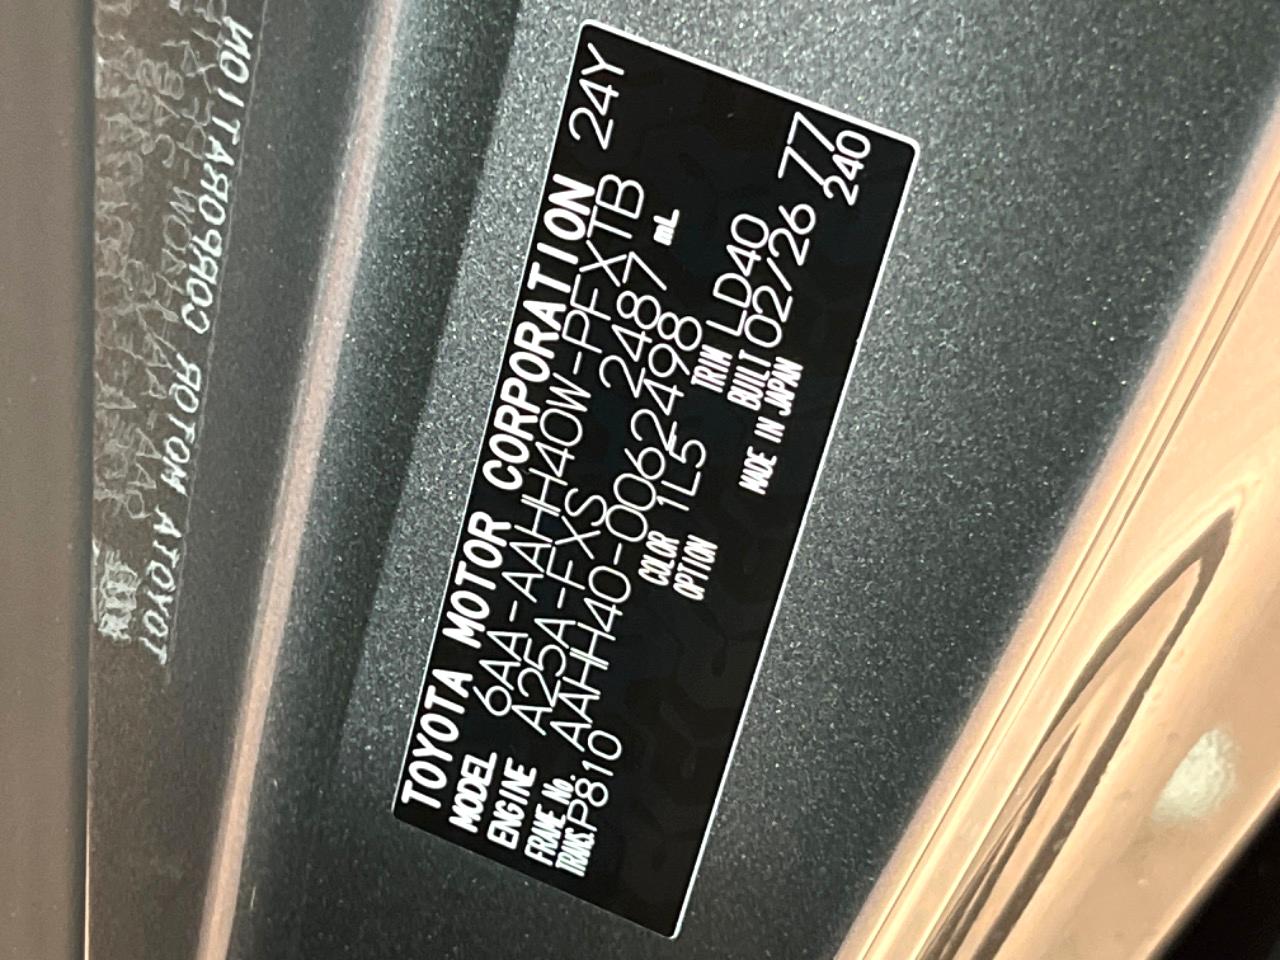 TOYOTA MOTOR CORPORATION 24Y
MODEL 6AA-AAHH40W-PFXTB
ENGINE A25A-FXS 2487 mL
FRAME No. AAHH40-0062498
TRANS. P810 COLOR 1L5 TRIM LD40
OPTION BUILT 02/26 77
MADE IN JAPAN 240